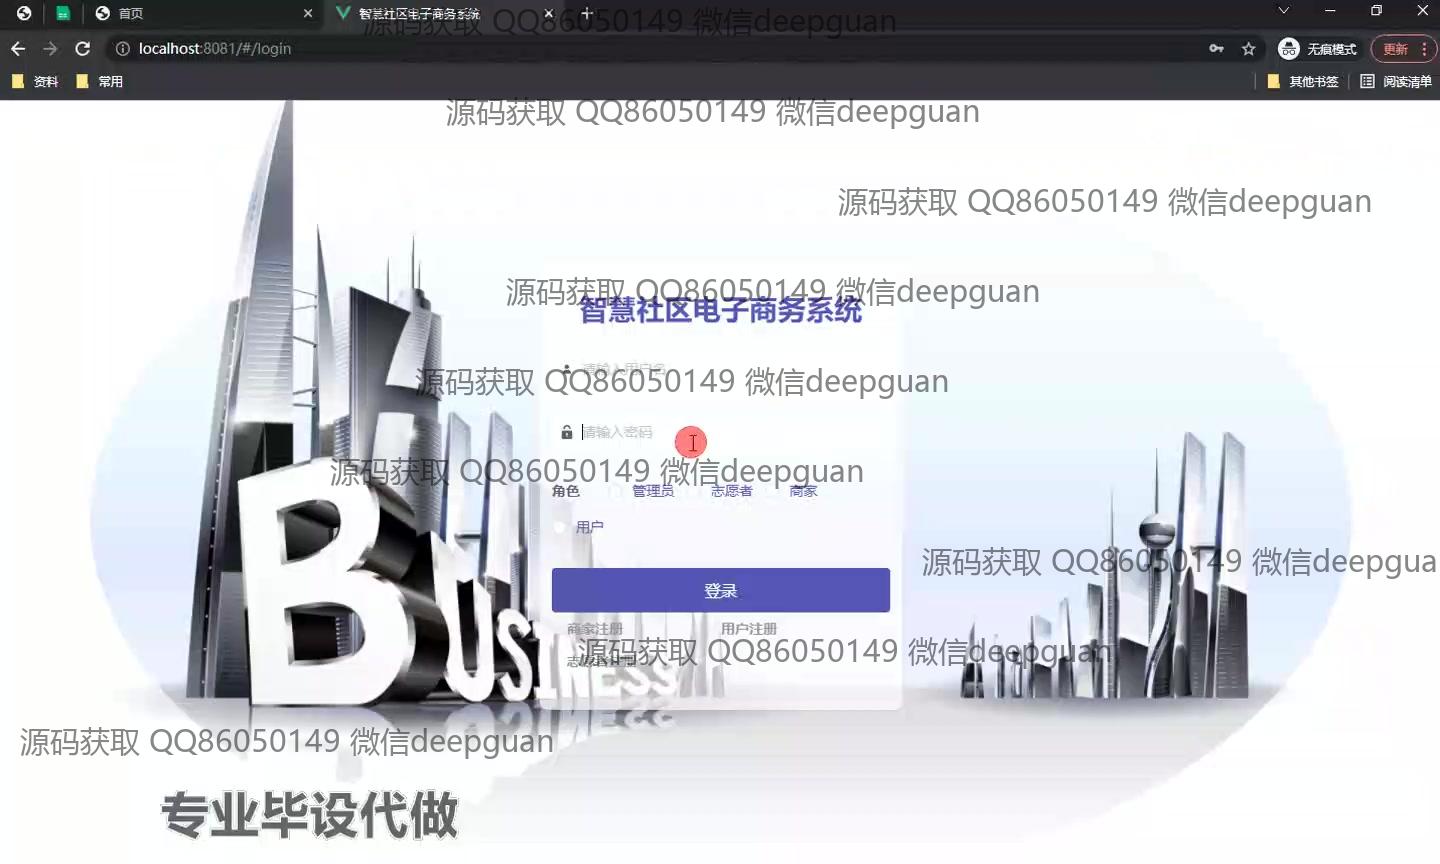 首页
智慧社区电子商务系统
源码获取 QQ86050149 微信deepguan
localhost:8081/#/login
无痕模式
更新
资料
常用
其他书签
阅读清单
源码获取 QQ86050149 微信deepguan
源码获取 QQ86050149 微信deepguan
源码获取 QQ86050149 微信deepguan
智慧社区电子商务系统
请输入用户名
源码获取 QQ86050149 微信deepguan
请输入密码
源码获取 QQ86050149 微信deepguan
角色 管理员 志愿者 商家
用户
源码获取 QQ86050149 微信deepgua
登录
BUSINESS
商家注册 用户注册
源码获取 QQ86050149 微信deepguan
源码获取 QQ86050149 微信deepguan
专业毕设代做